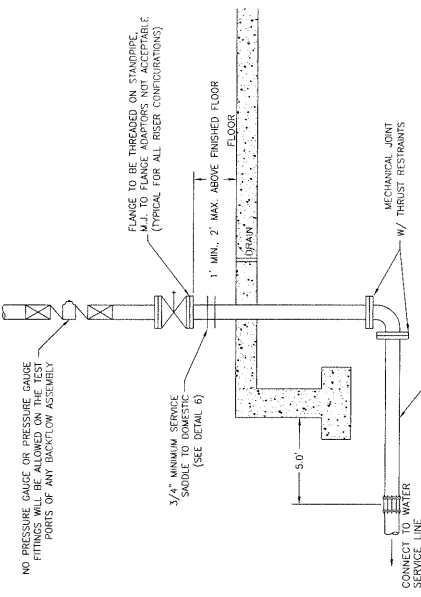 NO PRESSURE GAUGE OR PRESSURE GAUGE
FITTINGS WILL BE ALLOWED ON THE TEST
PORTS OF ANY BACKFLOW ASSEMBLY
FLANGE TO BE THREADED ON STANDPIPE,
M.J. TO FLANGE ADAPTORS NOT ACCEPTABLE
(TYPICAL FOR ALL RISER CONFIGURATIONS)
3/4" MINIMUM SERVICE
SADDLE TO DOMESTIC
(SEE DETAIL 6)
1' MIN., 2' MAX. ABOVE FINISHED FLOOR
FLOOR
DRAIN
5.0'
MECHANICAL JOINT
W/ THRUST RESTRAINTS
CONNECT TO WATER
SERVICE LINE